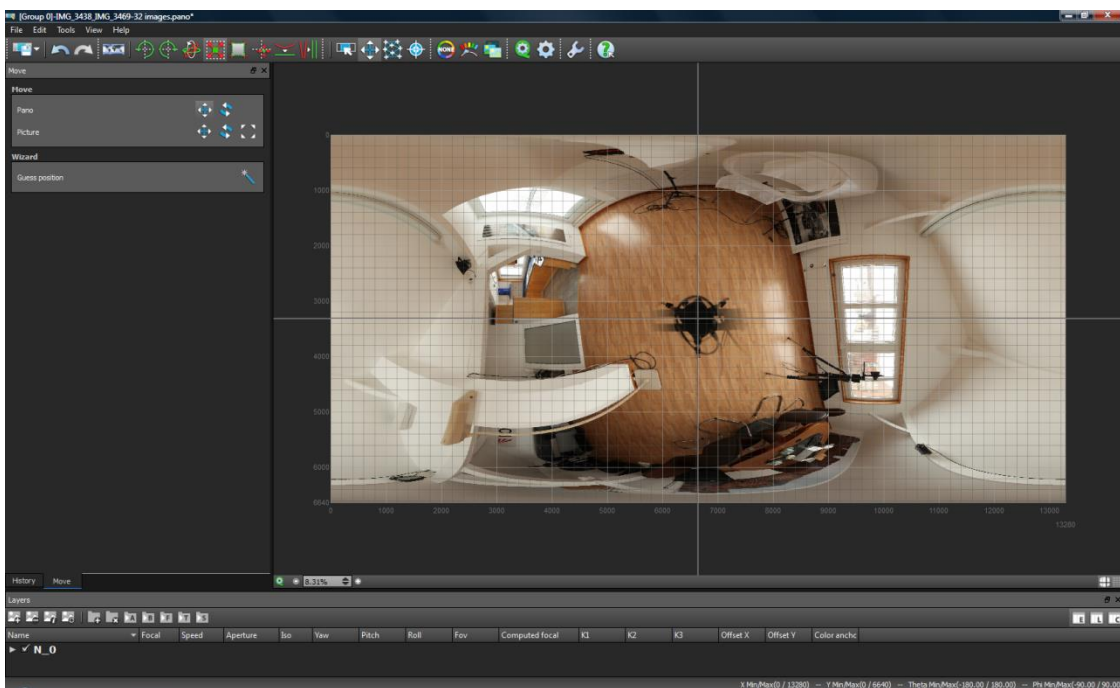 [Group 0]-IMG_3438_IMG_3469-32 images.pano*
File Edit Tools View Help
NONE
Move
Move
Pano
Picture
Wizard
Guess position
0
1000
2000
3000
4000
5000
6000
6640
0 1000 2000 3000 4000 5000 6000 7000 8000 9000 10000 11000 12000 13000
13280
History Move
8.31%
Layers
E L C
Name Focal Speed Aperture Iso Yaw Pitch Roll Fov Computed focal K1 K2 K3 Offset X Offset Y Color ancho
N_0
X Min/Max(0 / 13280) -- Y Min/Max(0 / 6640) -- Theta Min/Max(-180.00 / 180.00) -- Phi Min/Max(-90.00 / 90.00